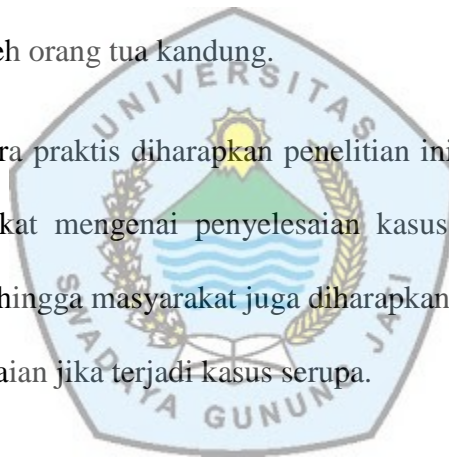 eh orang tua kandung.
UNIVERSITAS
ra praktis diharapkan penelitian ini
kat mengenai penyelesaian kasus
hingga masyarakat juga diharapkan
aian jika terjadi kasus serupa.
SWADAYA GUNUNG JATI